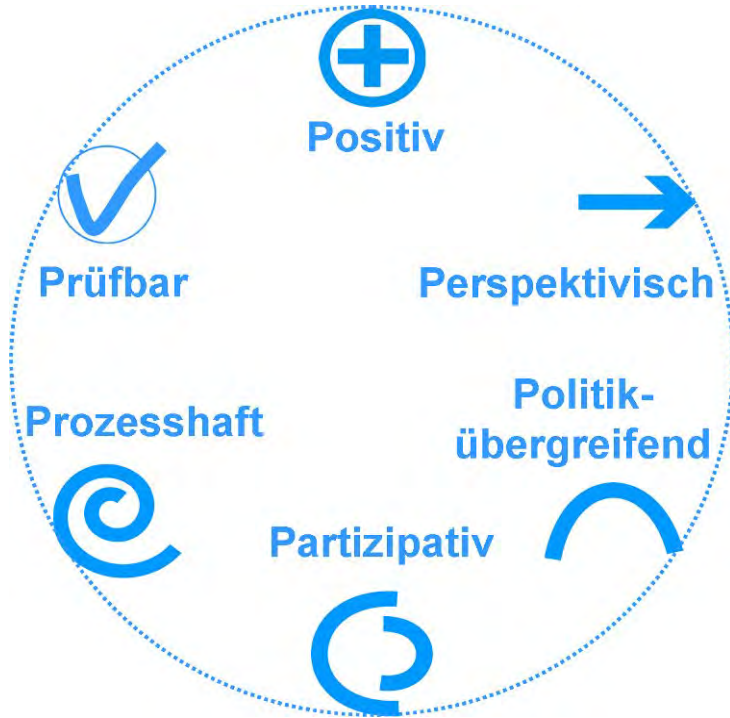 Positiv
Prüfbar
Perspektivisch
Politik-
übergreifend
Prozesshaft
Partizipativ